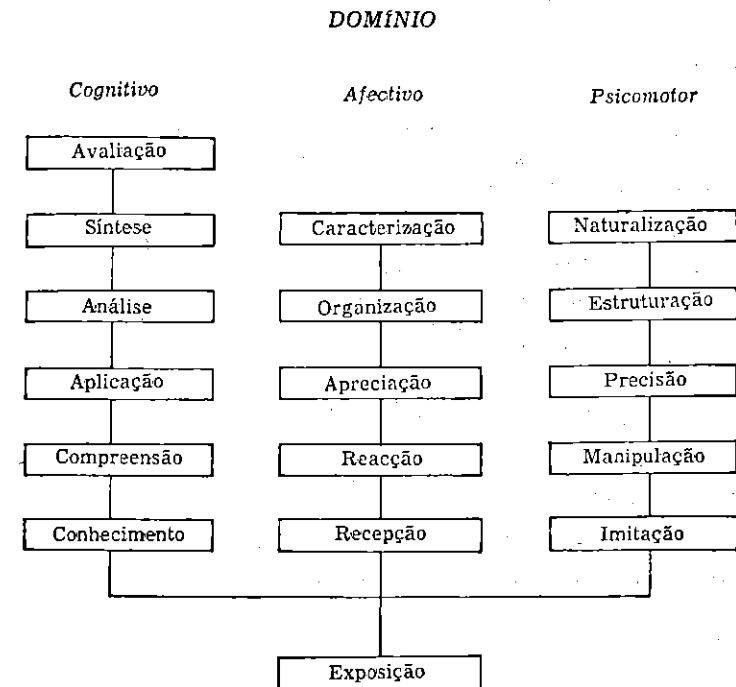 DOMÍNIO
Cognitivo Afectivo Psicomotor
Avaliação
Síntese Caracterização Naturalização
Análise Organização Estruturação
Aplicação Apreciação Precisão
Compreensão Reacção Manipulação
Conhecimento Recepção Imitação
Exposição